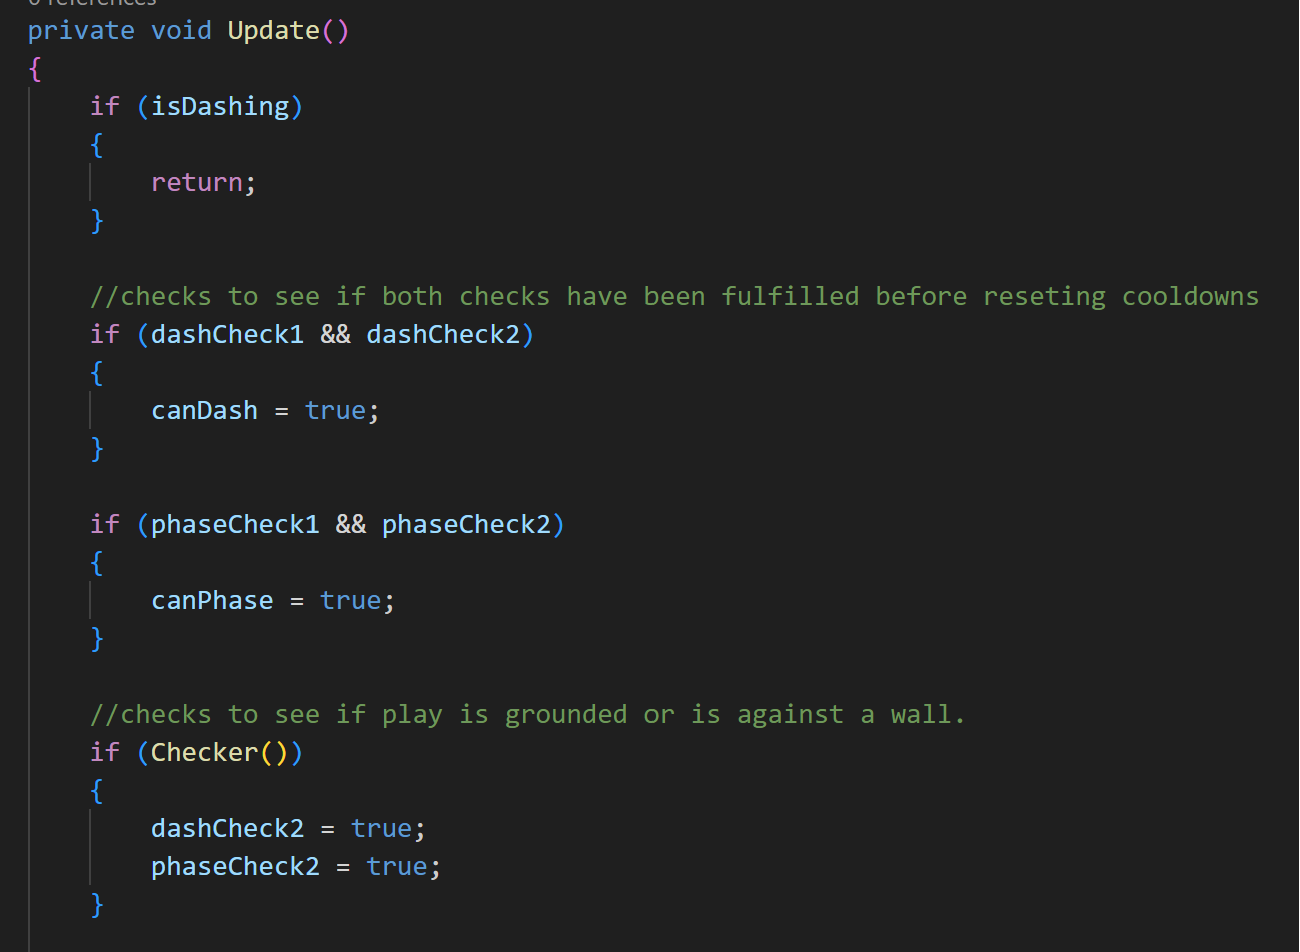 private void Update()
{
if (isDashing)
{
return;
}
//checks to see if both checks have been fulfilled before reseting cooldowns
if (dashCheck1 && dashCheck2)
{
canDash = true;
}
if (phaseCheck1 && phaseCheck2)
{
canPhase = true;
}
//checks to see if play is grounded or is against a wall.
if (Checker())
{
dashCheck2 = true;
phaseCheck2 = true;
}